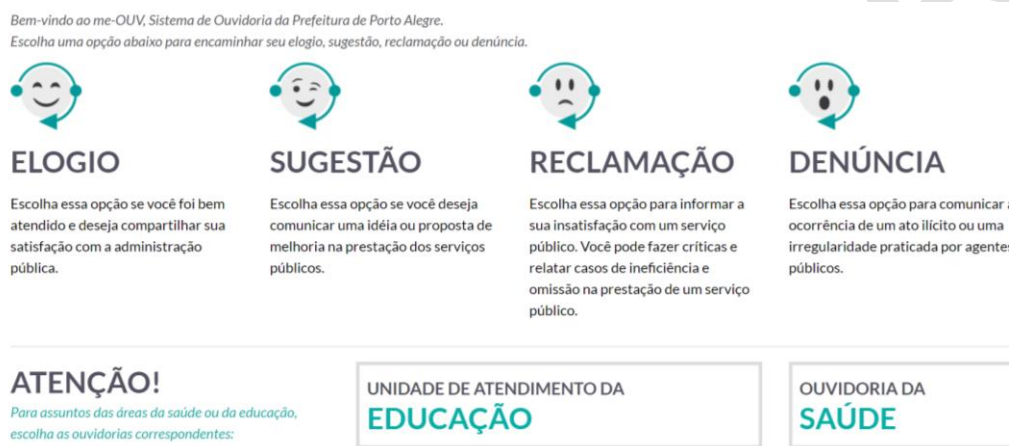 Bem-vindo ao me-OUV, Sistema de Ouvidoria da Prefeitura de Porto Alegre.
Escolha uma opção abaixo para encaminhar seu elogio, sugestão, reclamação ou denúncia.
ELOGIO
Escolha essa opção se você foi bem
atendido e deseja compartilhar sua
satisfação com a administração
pública.
SUGESTÃO
Escolha essa opção se você deseja
comunicar uma idéia ou proposta de
melhoria na prestação dos serviços
públicos.
RECLAMAÇÃO
Escolha essa opção para informar a
sua insatisfação com um serviço
público. Você pode fazer críticas e
relatar casos de ineficiência e
omissão na prestação de um serviço
público.
DENÚNCIA
Escolha essa opção para comunicar a
ocorrência de um ato ilícito ou uma
irregularidade praticada por agentes
públicos.
ATENÇÃO!
Para assuntos das áreas da saúde ou da educação,
escolha as ouvidorias correspondentes:
UNIDADE DE ATENDIMENTO DA
EDUCAÇÃO
OUVIDORIA DA
SAÚDE